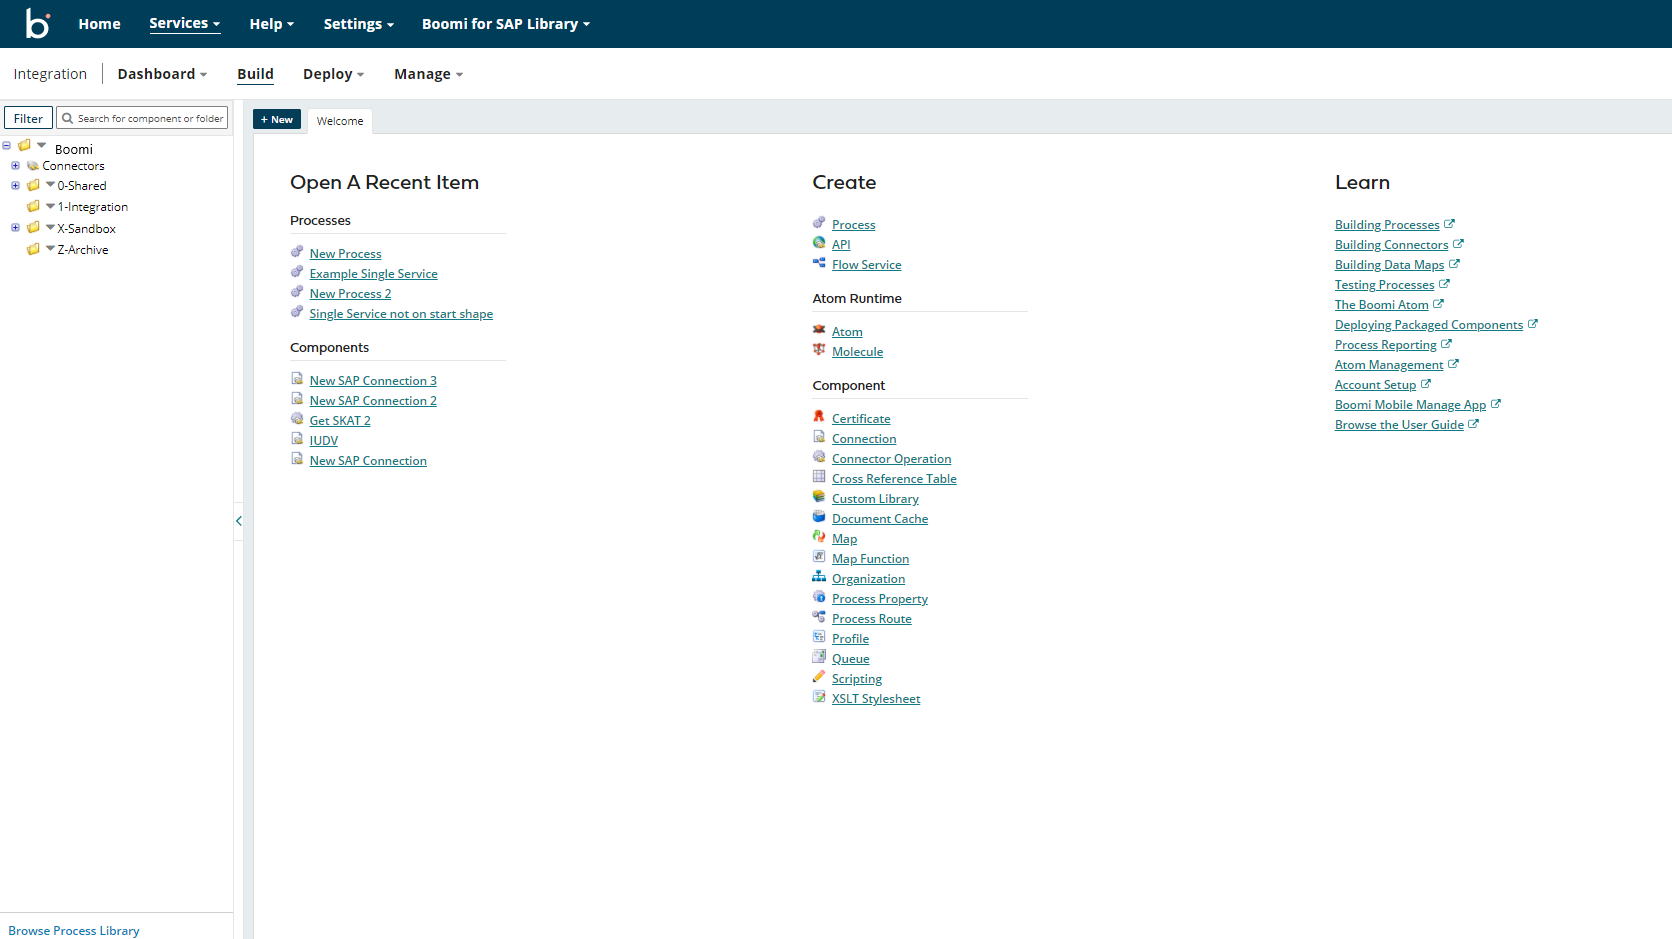 b Home Services Help Settings Boomi for SAP Library
Integration Dashboard Build Deploy Manage
Filter Search for component or folder
+ New Welcome
Boomi
Connectors
0-Shared
1-Integration
X-Sandbox
Z-Archive
Browse Process Library
Open A Recent Item
Processes
New Process
Example Single Service
New Process 2
Single Service not on start shape
Components
New SAP Connection 3
New SAP Connection 2
Get SKAT 2
IUDV
New SAP Connection
Create
Process
API
Flow Service
Atom Runtime
Atom
Molecule
Component
Certificate
Connection
Connector Operation
Cross Reference Table
Custom Library
Document Cache
Map
Map Function
Organization
Process Property
Process Route
Profile
Queue
Scripting
XSLT Stylesheet
Learn
Building Processes
Building Connectors
Building Data Maps
Testing Processes
The Boomi Atom
Deploying Packaged Components
Process Reporting
Atom Management
Account Setup
Boomi Mobile Manage App
Browse the User Guide